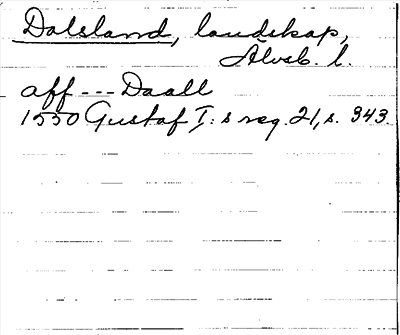 Dalsland, landskap,
Älvsb. l.
aff --- Daall
1550 Gustaf I:s reg. 21, s. 343.